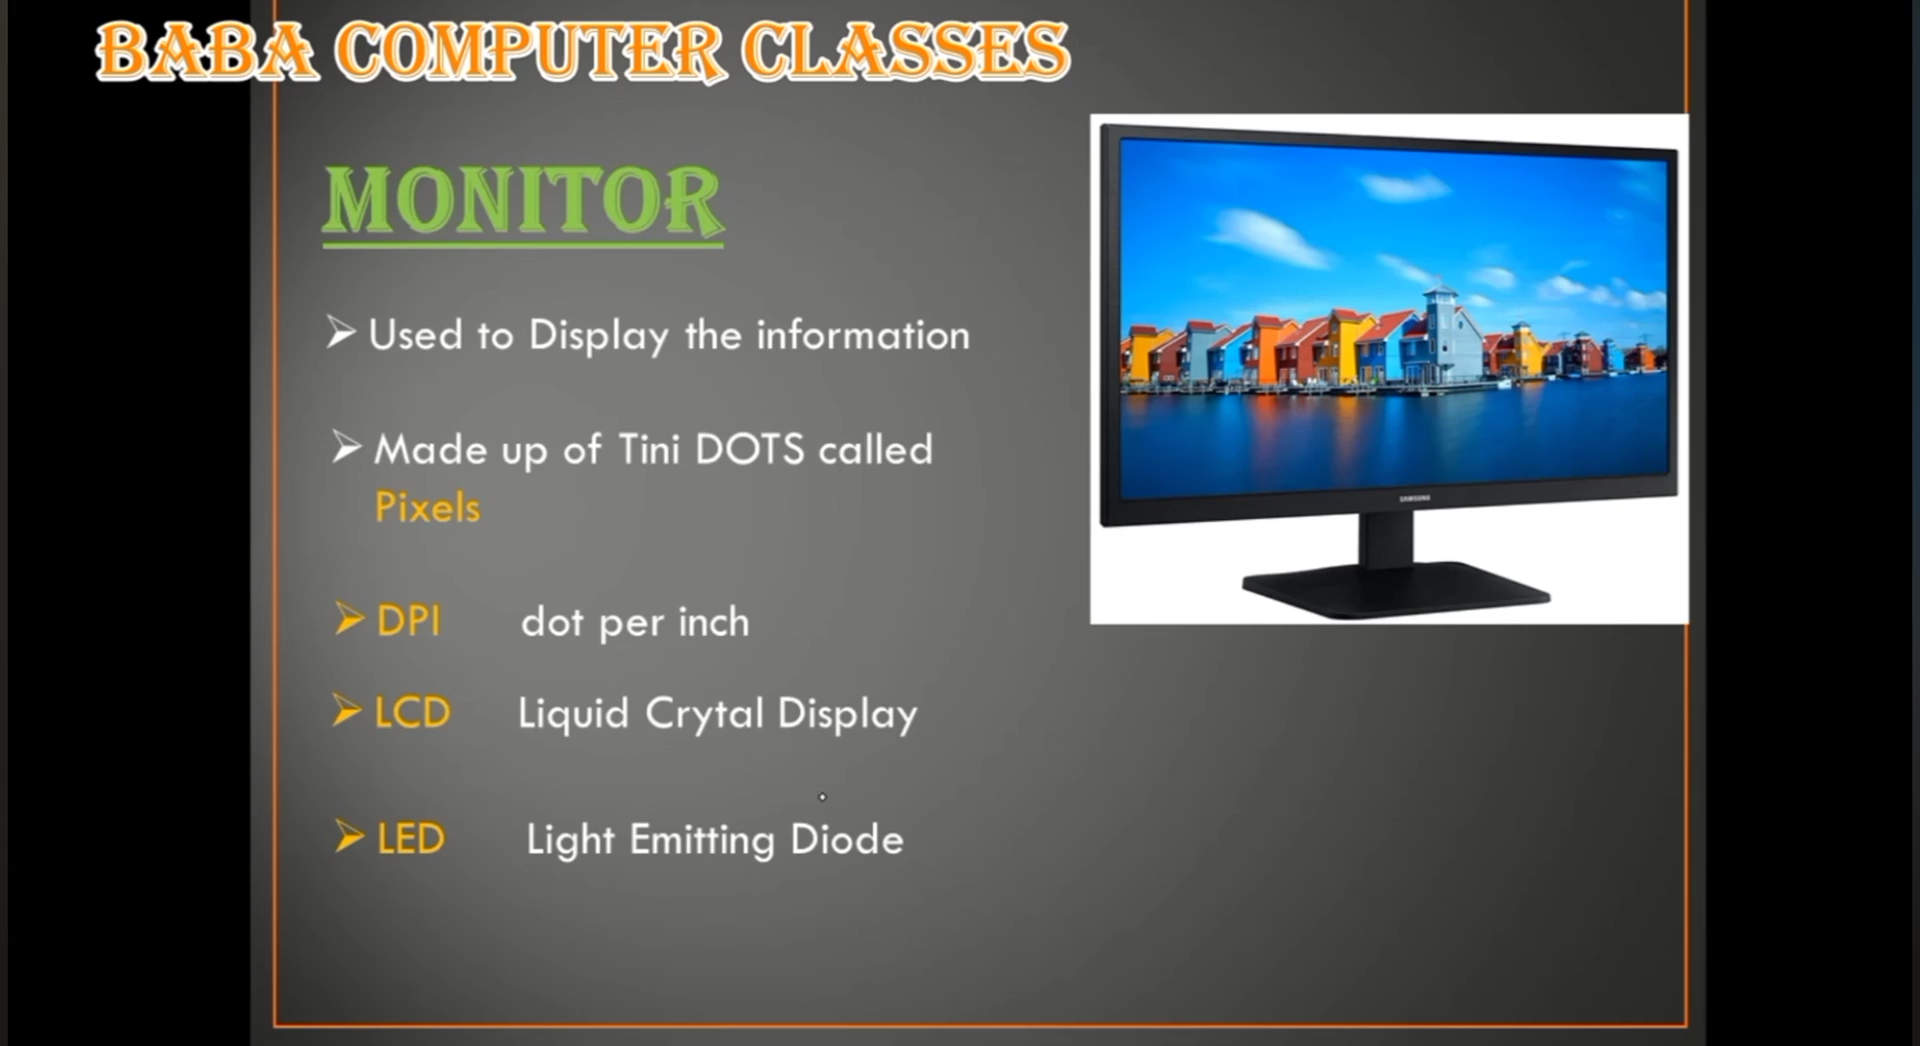 BABA COMPUTER CLASSES
MONITOR
Used to Display the information
Made up of Tini DOTS called
Pixels
DPI dot per inch
LCD Liquid Crytal Display
LED Light Emitting Diode
SAMSUNG